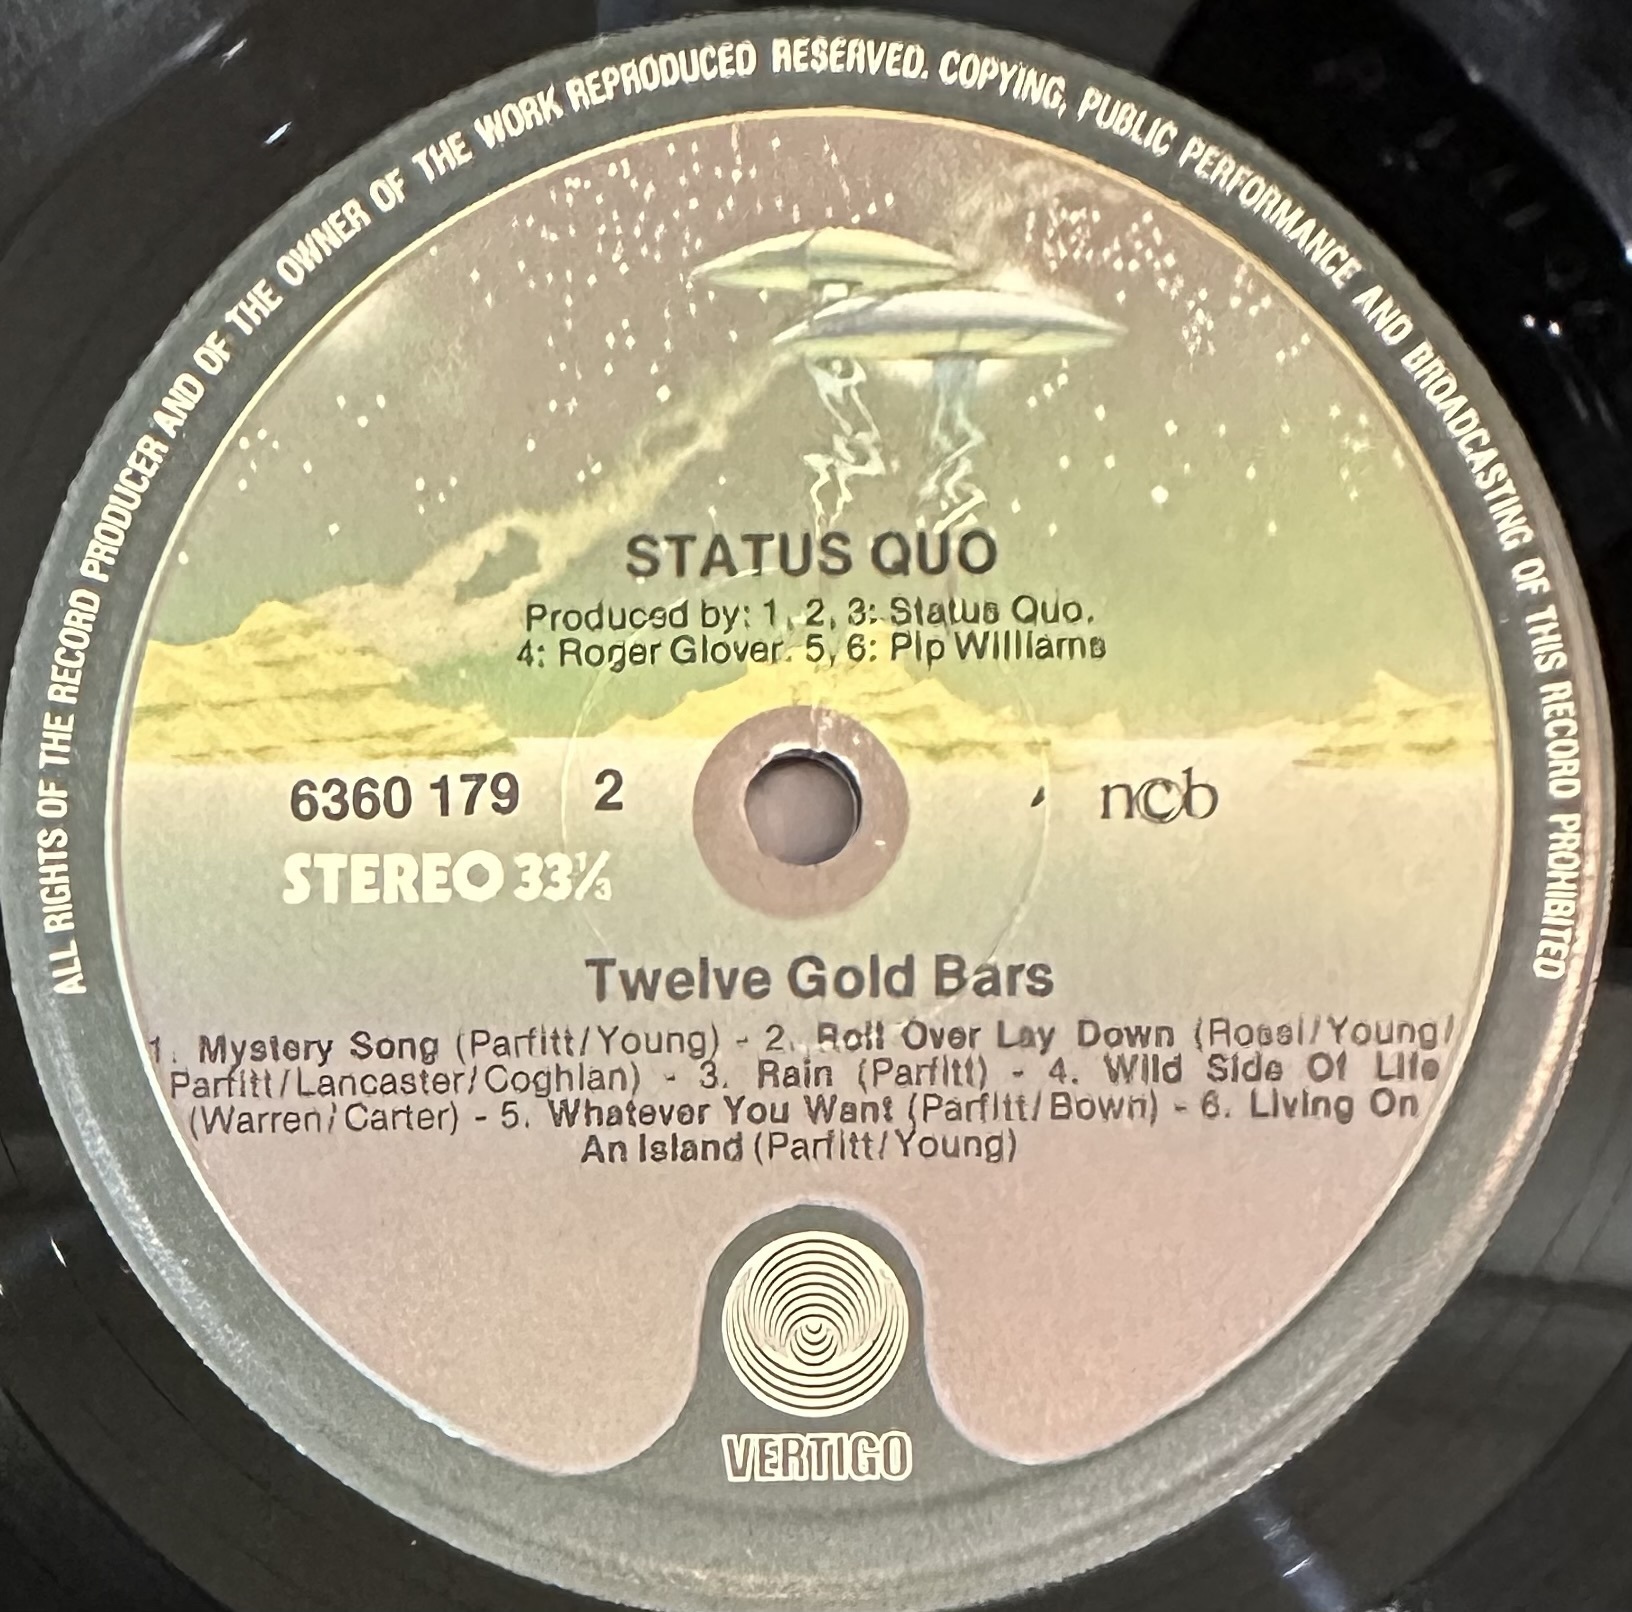 ALL RIGHTS OF THE RECORD PRODUCER AND OF THE OWNER OF THE WORK REPRODUCED RESERVED. COPYING, PUBLIC PERFORMANCE AND BROADCASTING OF THIS RECORD PROHIBITED
STATUS QUO
Produced by: 1, 2, 3: Status Quo.
4: Roger Glover. 5, 6: Pip Williams
6360 179 2
ncb
STEREO 33⅓
Twelve Gold Bars
1. Mystery Song (Parfitt/Young) - 2. Roll Over Lay Down (Rossi/Young/
Parfitt/Lancaster/Coghlan) - 3. Rain (Parfitt) - 4. Wild Side Of Life
(Warren/Carter) - 5. Whatever You Want (Parfitt/Bown) - 6. Living On
An Island (Parfitt/Young)
VERTIGO